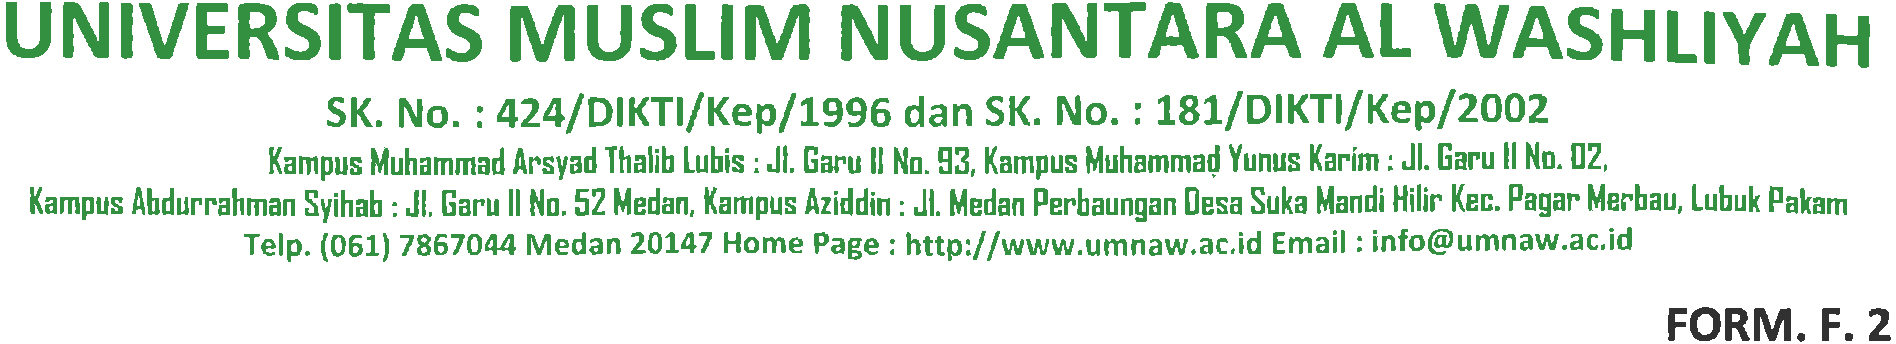 UNIVERSITAS MUSLIM NUSANTARA AL WASHLIYAH
SK. No. : 424/DIKTI/Kep/1996 dan SK. No. : 181/DIKTI/Kep/2002
Kampus Muhammad Arsyad Thalib Lubis : Jl. Garu II No. 93, Kampus Muhammad Yunus Karim : Jl. Garu II No. 02,
Kampus Abdurrahman Syihab : Jl. Garu II No. 52 Medan, Kampus Aziddin : Jl. Medan Perbaungan Desa Suka Mandi Hilir Kec. Pagar Merbau, Lubuk Pakam
Telp. (061) 7867044 Medan 20147 Home Page : http://www.umnaw.ac.id Email : info@umnaw.ac.id
FORM. F. 2